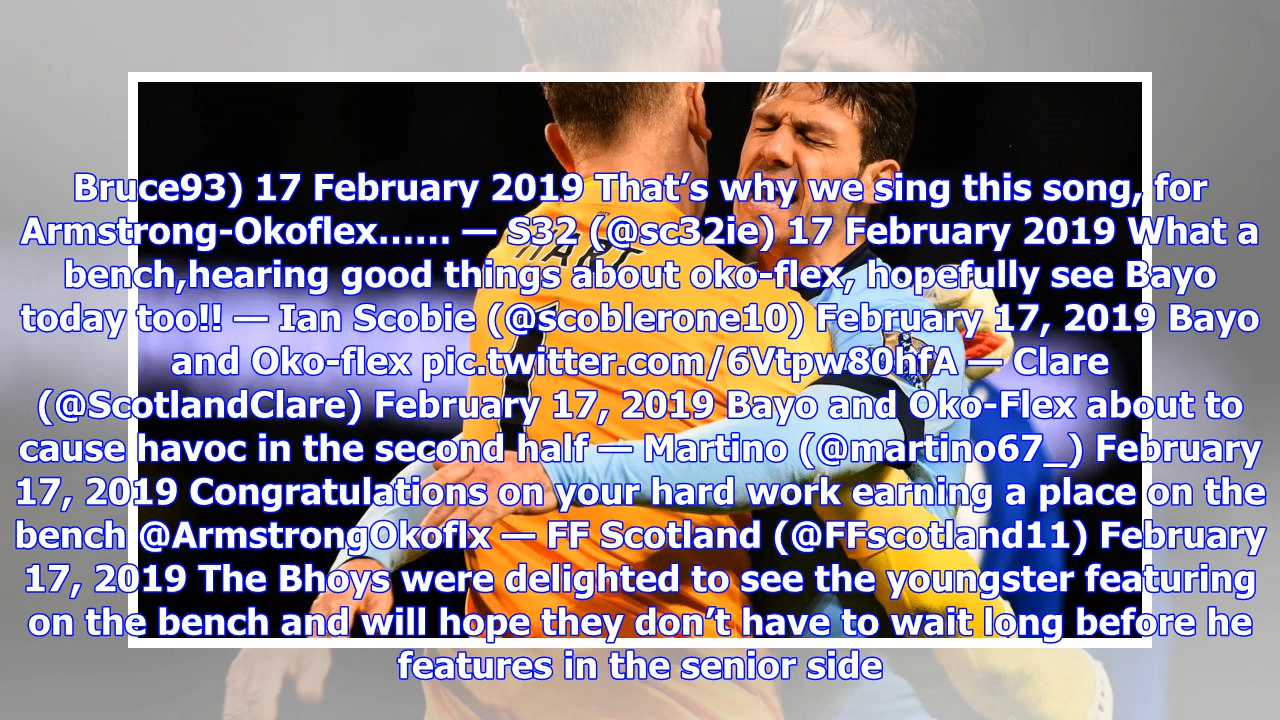 Bruce93) 17 February 2019 That’s why we sing this song, for
Armstrong-Okoflex…… — S32 (@sc32ie) 17 February 2019 What a
bench,hearing good things about oko-flex, hopefully see Bayo
today too!! — Ian Scobie (@scoblerone10) February 17, 2019 Bayo
and Oko-flex pic.twitter.com/6Vtpw80hfA — Clare
(@ScotlandClare) February 17, 2019 Bayo and Oko-Flex about to
cause havoc in the second half — Martino (@martino67_) February
17, 2019 Congratulations on your hard work earning a place on the
bench @ArmstrongOkoflx — FF Scotland (@FFscotland11) February
17, 2019 The Bhoys were delighted to see the youngster featuring
on the bench and will hope they don’t have to wait long before he
features in the senior side
HART
1